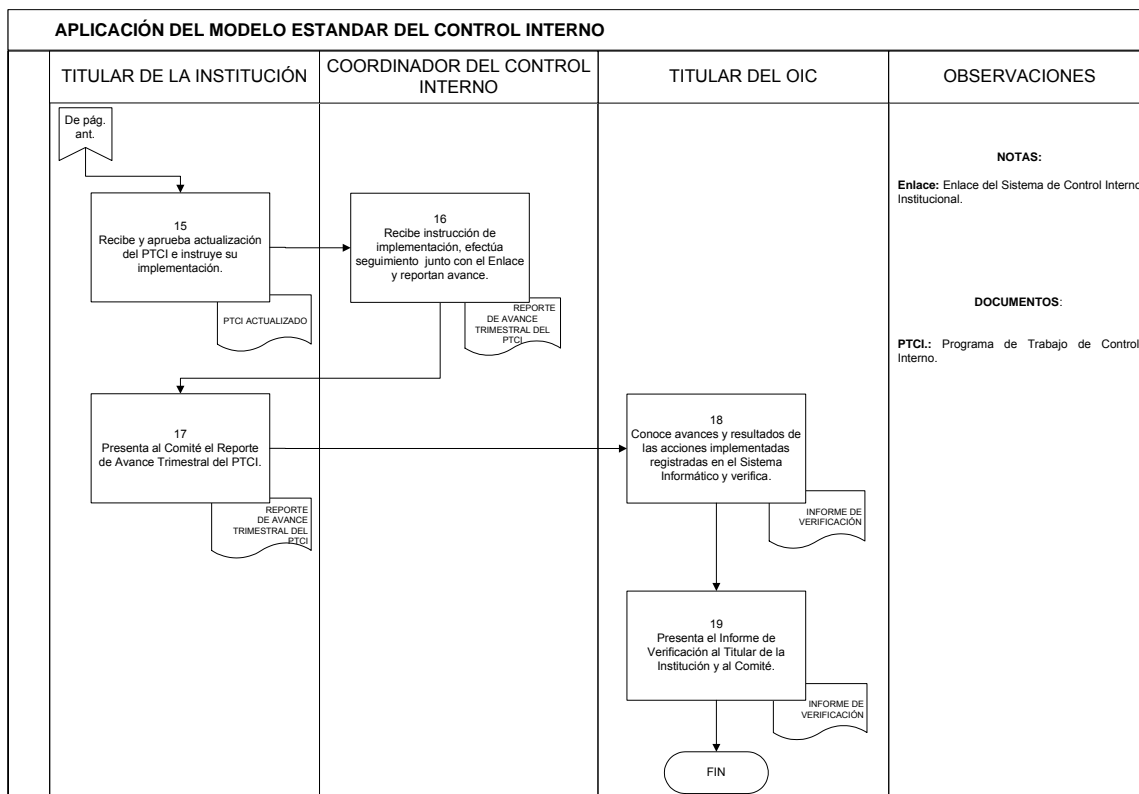 APLICACIÓN DEL MODELO ESTANDAR DEL CONTROL INTERNO
TITULAR DE LA INSTITUCIÓN
COORDINADOR DEL CONTROL
INTERNO
TITULAR DEL OIC
OBSERVACIONES
De pág.
ant.
15
Recibe y aprueba actualización
del PTCI e instruye su
implementación.
PTCI ACTUALIZADO
16
Recibe instrucción de
implementación, efectúa
seguimiento junto con el Enlace
y reportan avance.
REPORTE
DE AVANCE
TRIMESTRAL DEL
PTCI
NOTAS:
Enlace: Enlace del Sistema de Control Interno
Institucional.
DOCUMENTOS:
PTCI.: Programa de Trabajo de Control
Interno.
17
Presenta al Comité el Reporte
de Avance Trimestral del PTCI.
REPORTE
DE AVANCE
TRIMESTRAL DEL
PTCI
18
Conoce avances y resultados de
las acciones implementadas
registradas en el Sistema
Informático y verifica.
INFORME DE
VERIFICACIÓN
19
Presenta el Informe de
Verificación al Titular de la
Institución y al Comité.
INFORME DE
VERIFICACIÓN
FIN